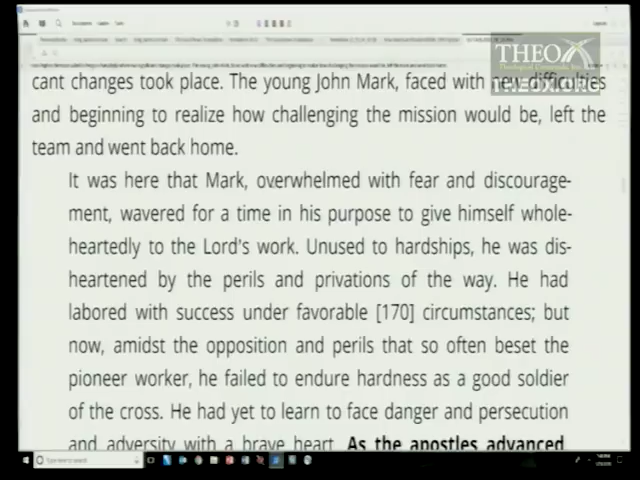 THEO
THEOX.ORG
cant changes took place. The young John Mark, faced with new difficulties
and beginning to realize how challenging the mission would be, left the
team and went back home.
It was here that Mark, overwhelmed with fear and discourage-
ment, wavered for a time in his purpose to give himself whole-
heartedly to the Lord's work. Unused to hardships, he was dis-
heartened by the perils and privations of the way. He had
labored with success under favorable [170] circumstances; but
now, amidst the opposition and perils that so often beset the
pioneer worker, he failed to endure hardness as a good soldier
of the cross. He had yet to learn to face danger and persecution
and adversity with a brave heart. As the apostles advanced,